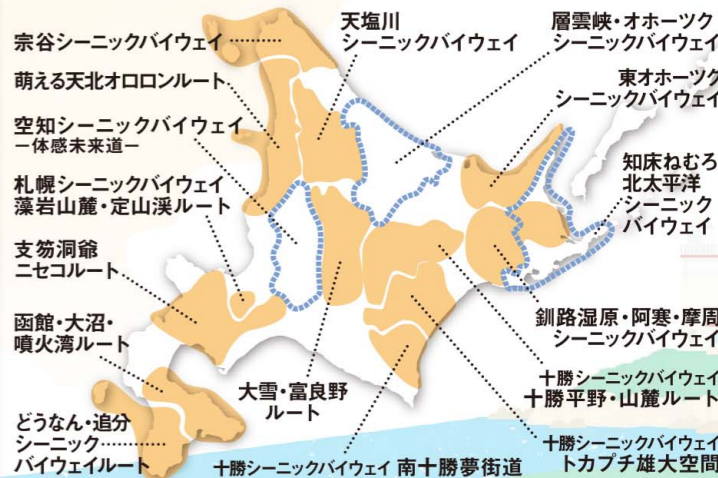 宗谷シーニックバイウェイ
萌える天北オロロンルート
空知シーニックバイウェイ
－体感未来道－
札幌シーニックバイウェイ
藻岩山麓・定山渓ルート
支笏洞爺
ニセコルート
函館・大沼・
噴火湾ルート
どうなん・追分
シーニック
バイウェイルート
天塩川
シーニックバイウェイ
層雲峡・オホーツク
シーニックバイウェイ
東オホーツク
シーニックバイウェイ
知床ねむろ
北太平洋
シーニック
バイウェイ
釧路湿原・阿寒・摩周
シーニックバイウェイ
十勝シーニックバイウェイ
十勝平野・山麓ルート
十勝シーニックバイウェイ
トカプチ雄大空間
大雪・富良野
ルート
十勝シーニックバイウェイ 南十勝夢街道